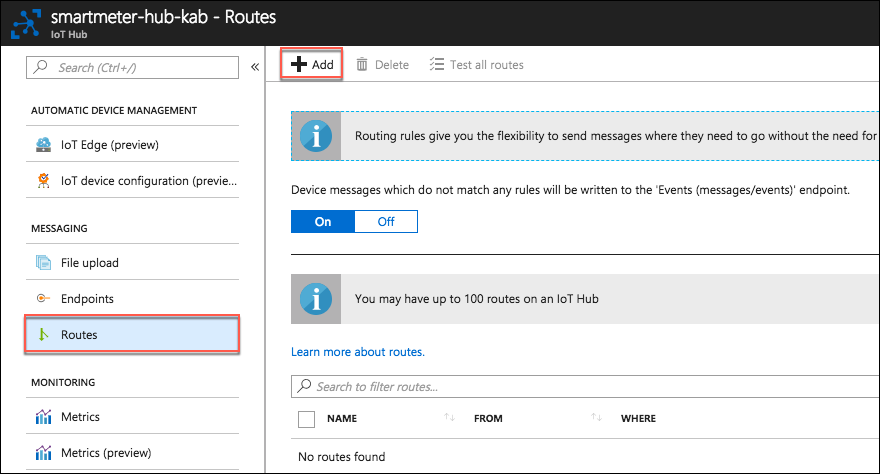 smartmeter-hub-kab - Routes
IoT Hub
Search (Ctrl+/)
«
AUTOMATIC DEVICE MANAGEMENT
IoT Edge (preview)
IoT device configuration (previe...
MESSAGING
File upload
Endpoints
Routes
MONITORING
Metrics
Metrics (preview)
Add
Delete
Test all routes
Routing rules give you the flexibility to send messages where they need to go without the need for
Device messages which do not match any rules will be written to the 'Events (messages/events)' endpoint.
On Off
You may have up to 100 routes on an IoT Hub
Learn more about routes.
Search to filter routes...
NAME FROM WHERE
No routes found